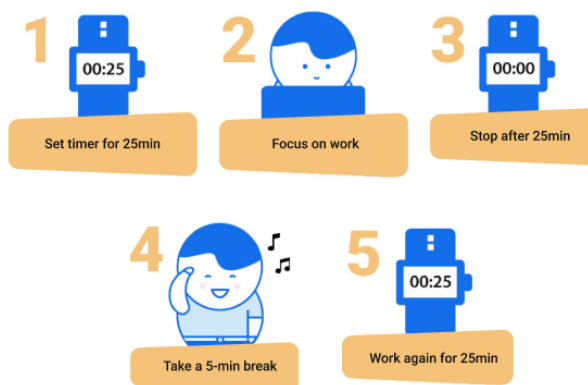 1
00:25
Set timer for 25min
2
Focus on work
3
00:00
Stop after 25min
4
Take a 5-min break
5
00:25
Work again for 25min